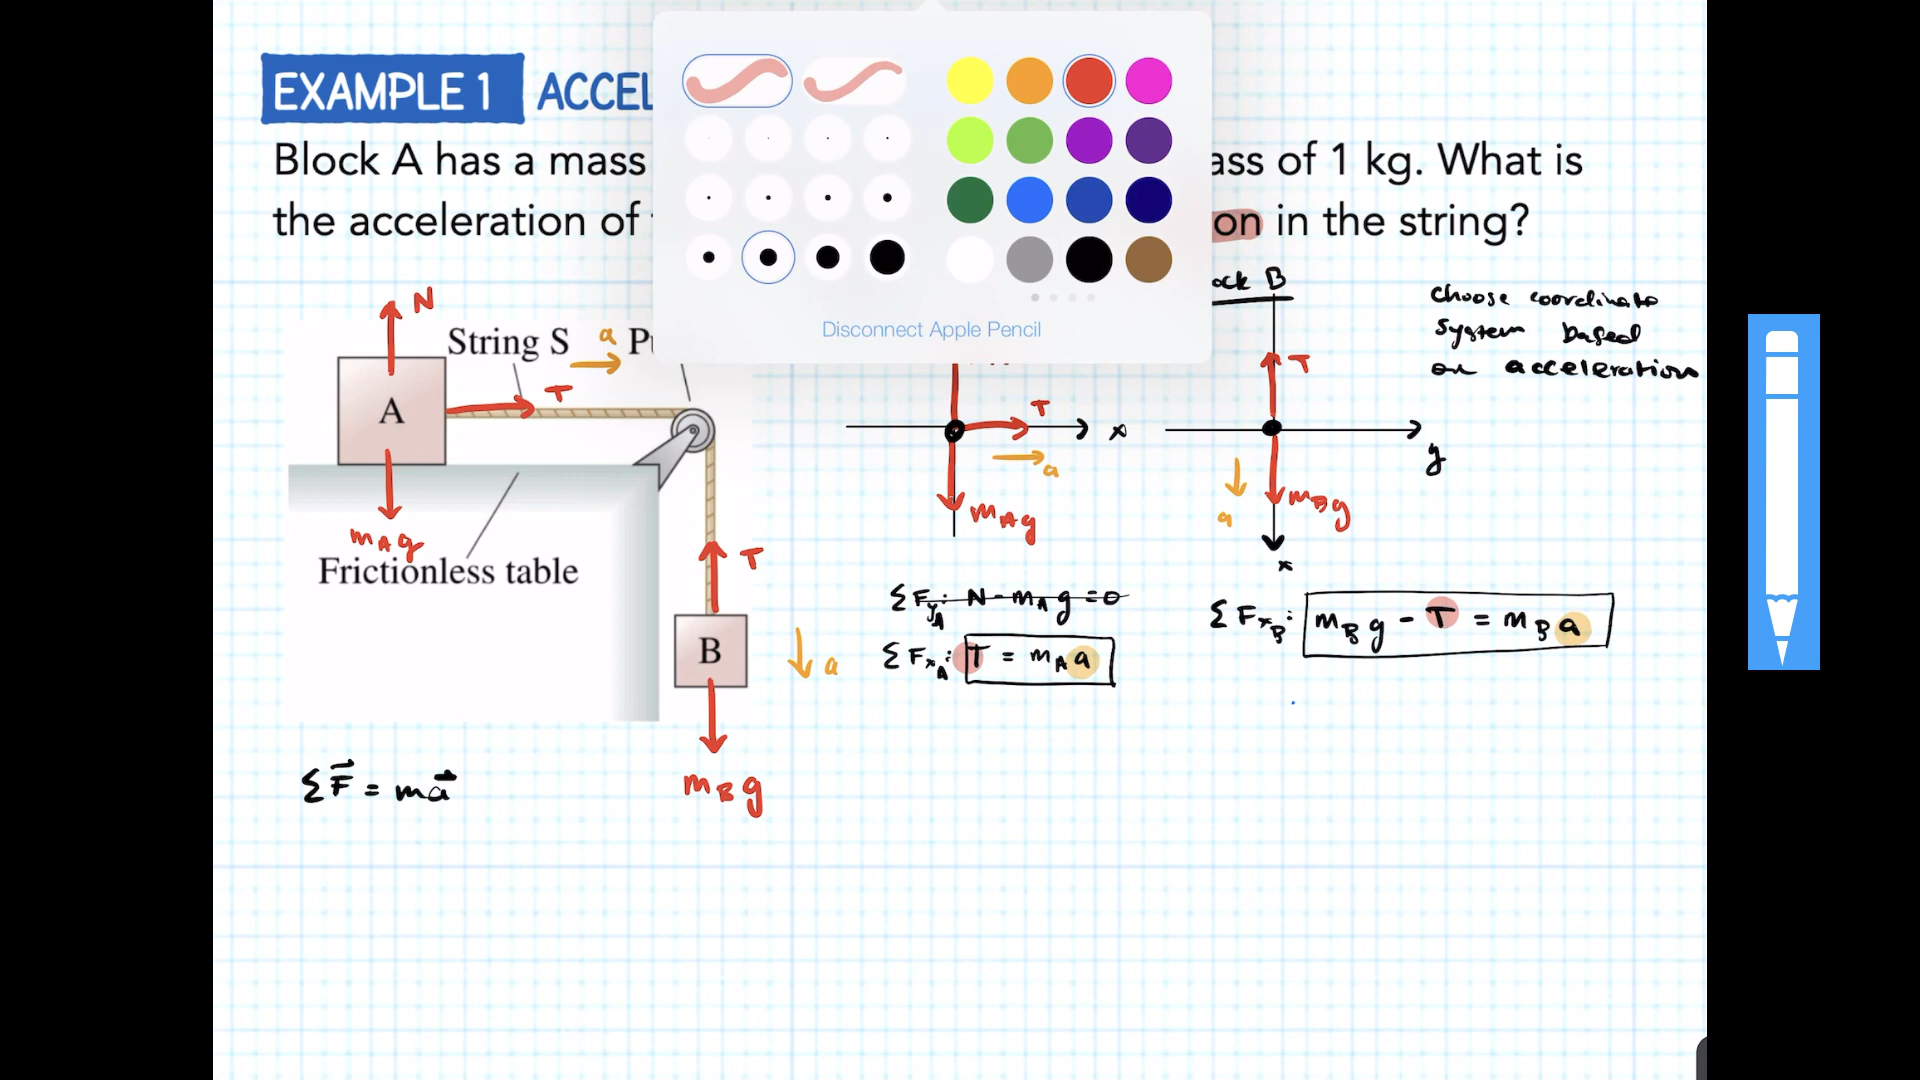 EXAMPLE 1 ACCEL
Block A has a mass ass of 1 kg. What is
the acceleration of on in the string?
Disconnect Apple Pencil
ock B
choose coordinate
system based
on acceleration
N
String S a
T
A
mAg
Frictionless table
T
B
a
mBg
ΣF⃗ = ma⃗
T
x
a
mAg
T
y
mBg
a
x
ΣFyA: N - mAg = 0
ΣFxA: T = mAa
ΣFxB: mBg - T = mBa